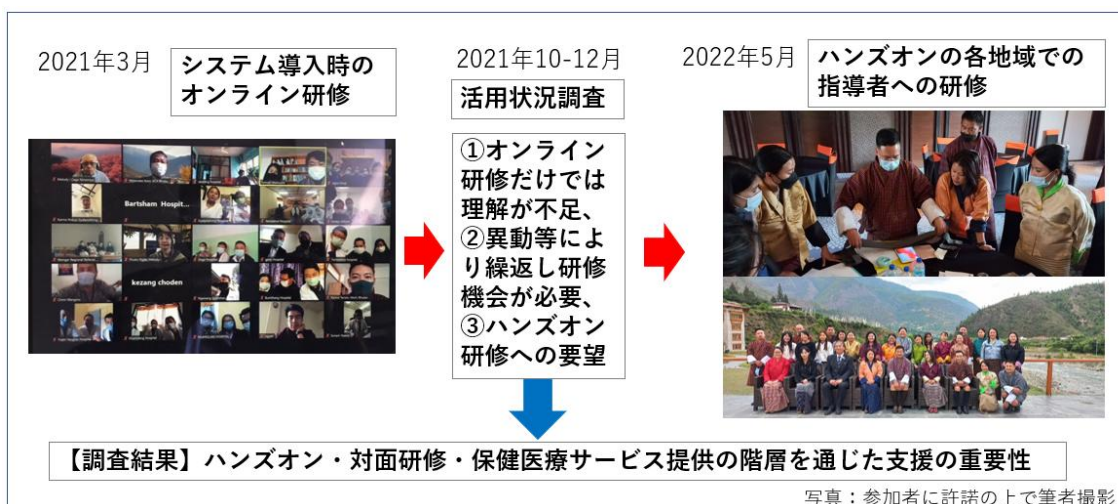 2021年3月
システム導入時の
オンライン研修
2021年10-12月
活用状況調査
2022年5月
ハンズオンの各地域での
指導者への研修
Bartsham Hospit...
kezang choden
①オンライン
研修だけでは
理解が不足、
②異動等によ
り繰返し研修
機会が必要、
③ハンズオン
研修への要望
【調査結果】ハンズオン・対面研修・保健医療サービス提供の階層を通じた支援の重要性
写真：参加者に許諾の上で筆者撮影